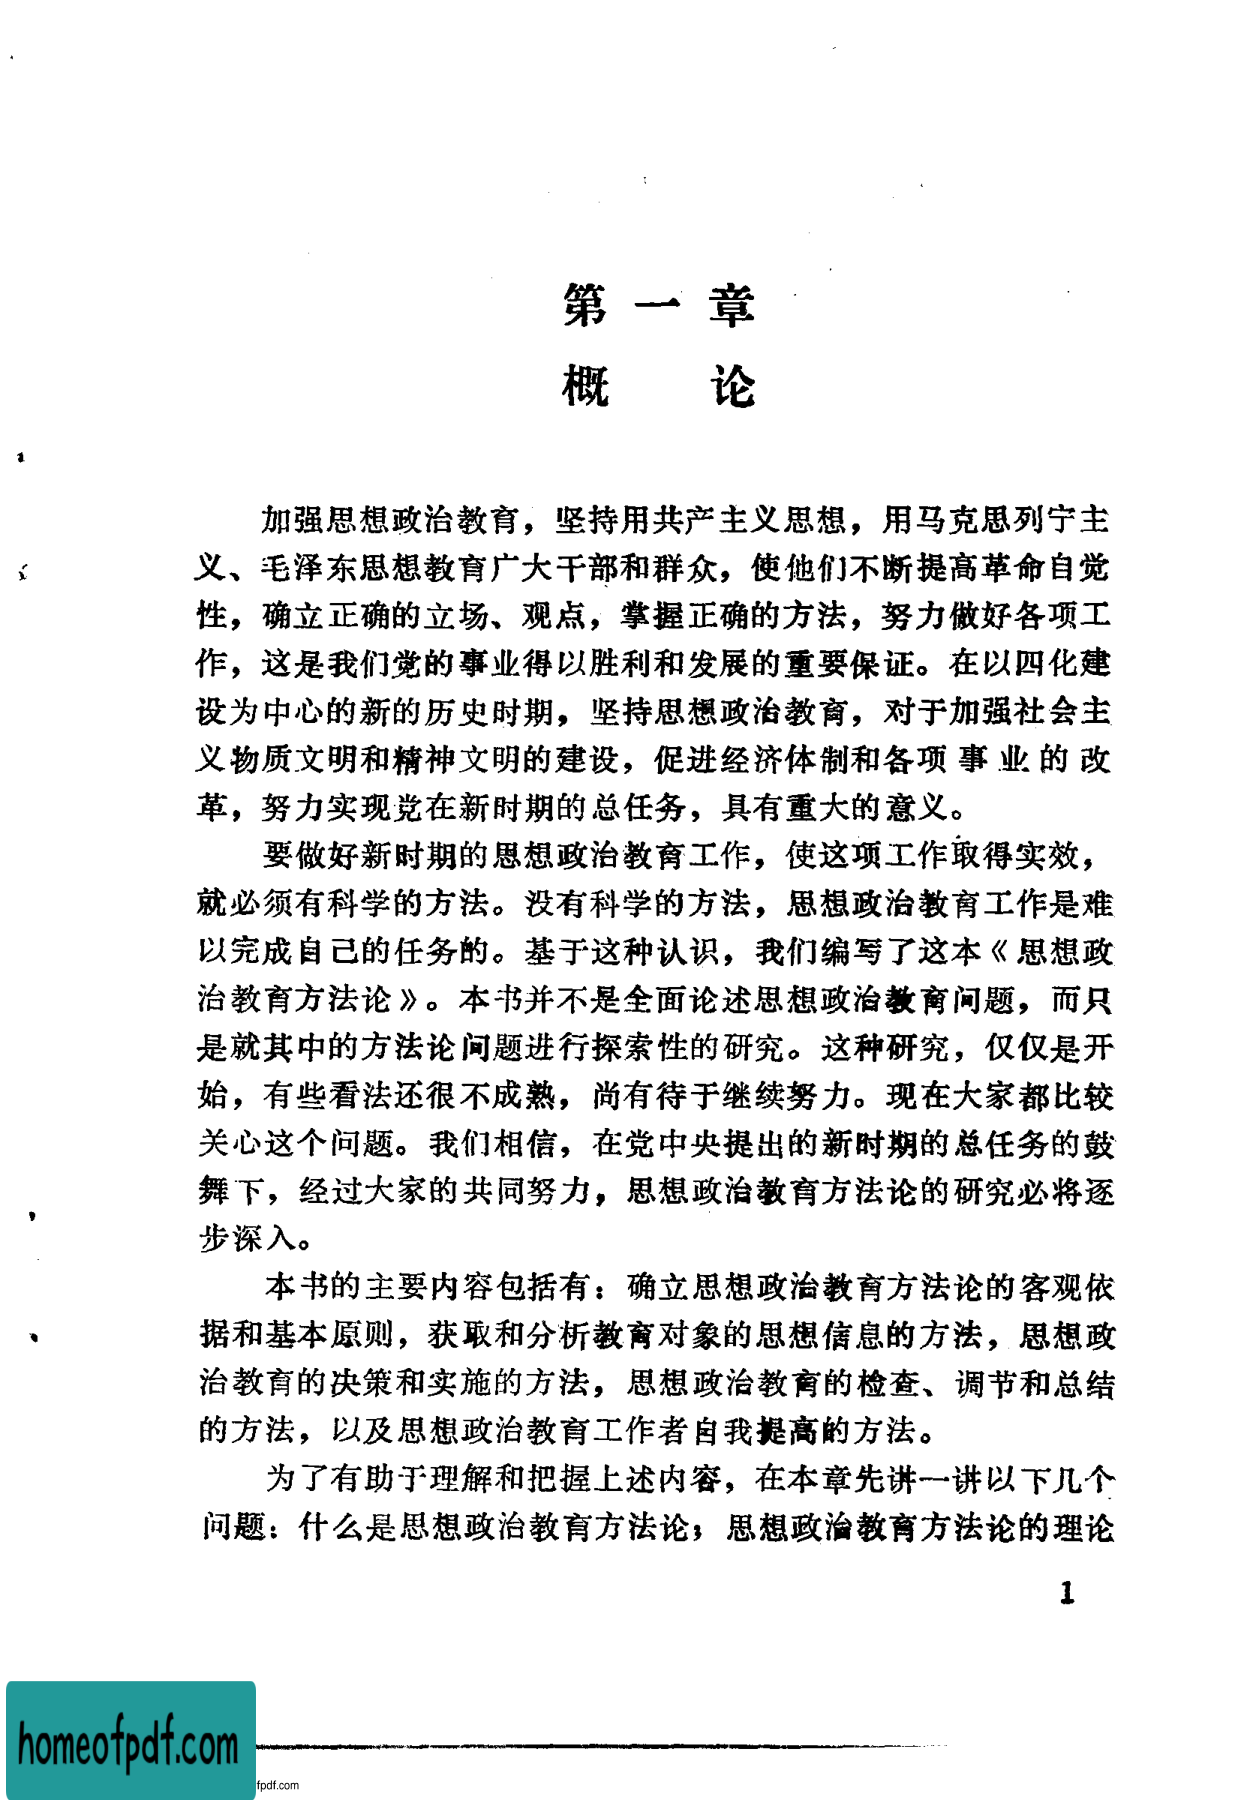 第一章
概 论
加强思想政治教育，坚持用共产主义思想，用马克思列宁主
义、毛泽东思想教育广大干部和群众，使他们不断提高革命自觉
性，确立正确的立场、观点，掌握正确的方法，努力做好各项工
作，这是我们党的事业得以胜利和发展的重要保证。在以四化建
设为中心的新的历史时期，坚持思想政治教育，对于加强社会主
义物质文明和精神文明的建设，促进经济体制和各项事业的改
革，努力实现党在新时期的总任务，具有重大的意义。
要做好新时期的思想政治教育工作，使这项工作取得实效，
就必须有科学的方法。没有科学的方法，思想政治教育工作是难
以完成自己的任务的。基于这种认识，我们编写了这本《思想政
治教育方法论》。本书并不是全面论述思想政治教育问题，而只
是就其中的方法论问题进行探索性的研究。这种研究，仅仅是开
始，有些看法还很不成熟，尚有待于继续努力。现在大家都比较
关心这个问题。我们相信，在党中央提出的新时期的总任务的鼓
舞下，经过大家的共同努力，思想政治教育方法论的研究必将逐
步深入。
本书的主要内容包括有：确立思想政治教育方法论的客观依
据和基本原则，获取和分析教育对象的思想信息的方法，思想政
治教育的决策和实施的方法，思想政治教育的检查、调节和总结
的方法，以及思想政治教育工作者自我提高的方法。
为了有助于理解和把握上述内容，在本章先讲一讲以下几个
问题：什么是思想政治教育方法论；思想政治教育方法论的理论
1
homeofpdf.com
fpdf.com